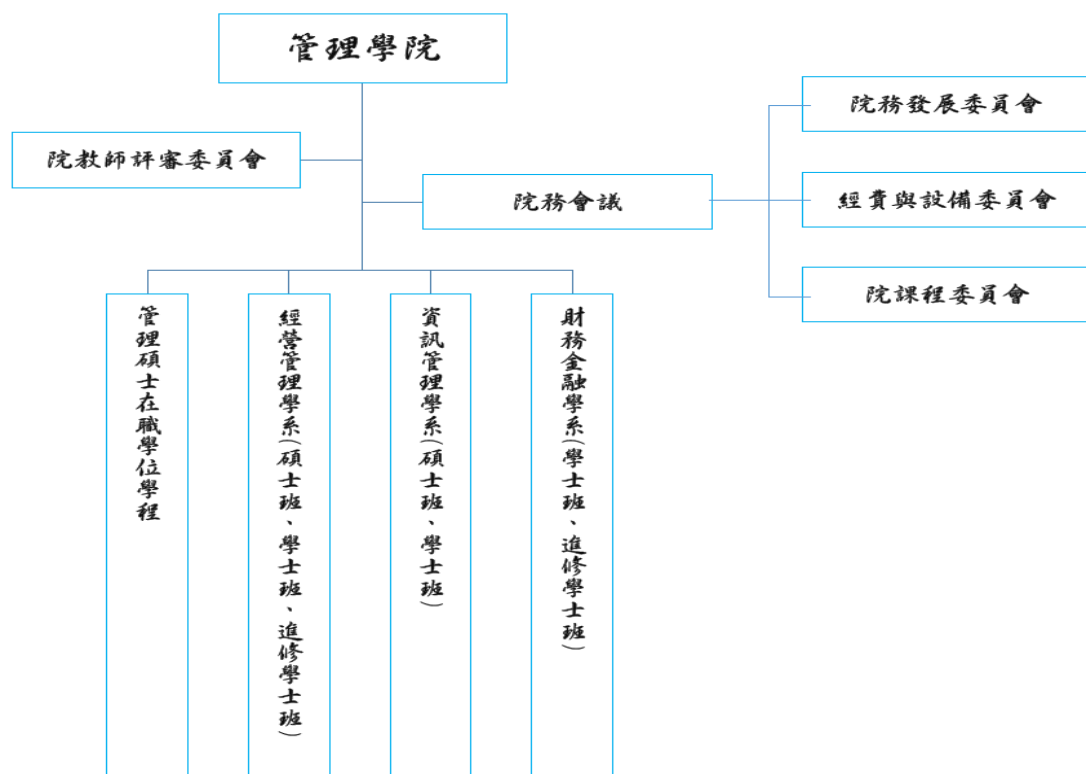 管理學院
院務發展委員會
院教師評審委員會
院務會議
經費與設備委員會
院課程委員會
管理碩士在職學位學程
經營管理學系(碩士班、學士班、進修學士班)
資訊管理學系(碩士班、學士班)
財務金融學系(學士班、進修學士班)